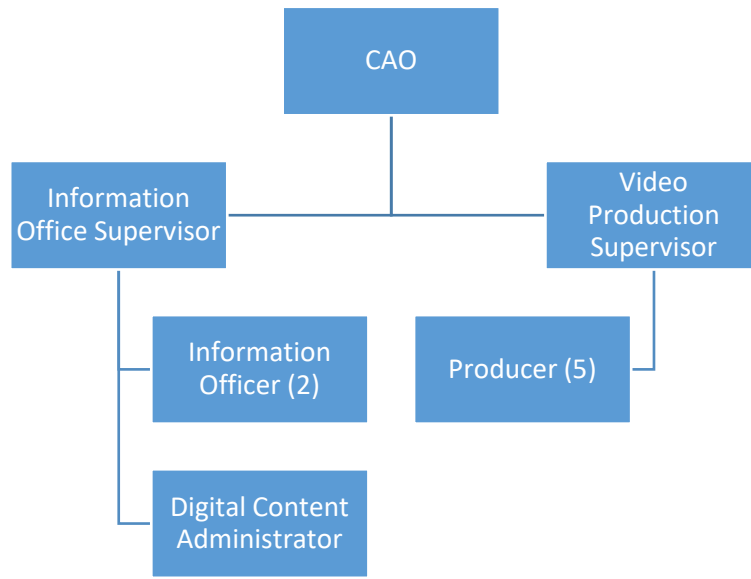 CAO
Information
Office Supervisor
Video
Production
Supervisor
Information
Officer (2)
Producer (5)
Digital Content
Administrator